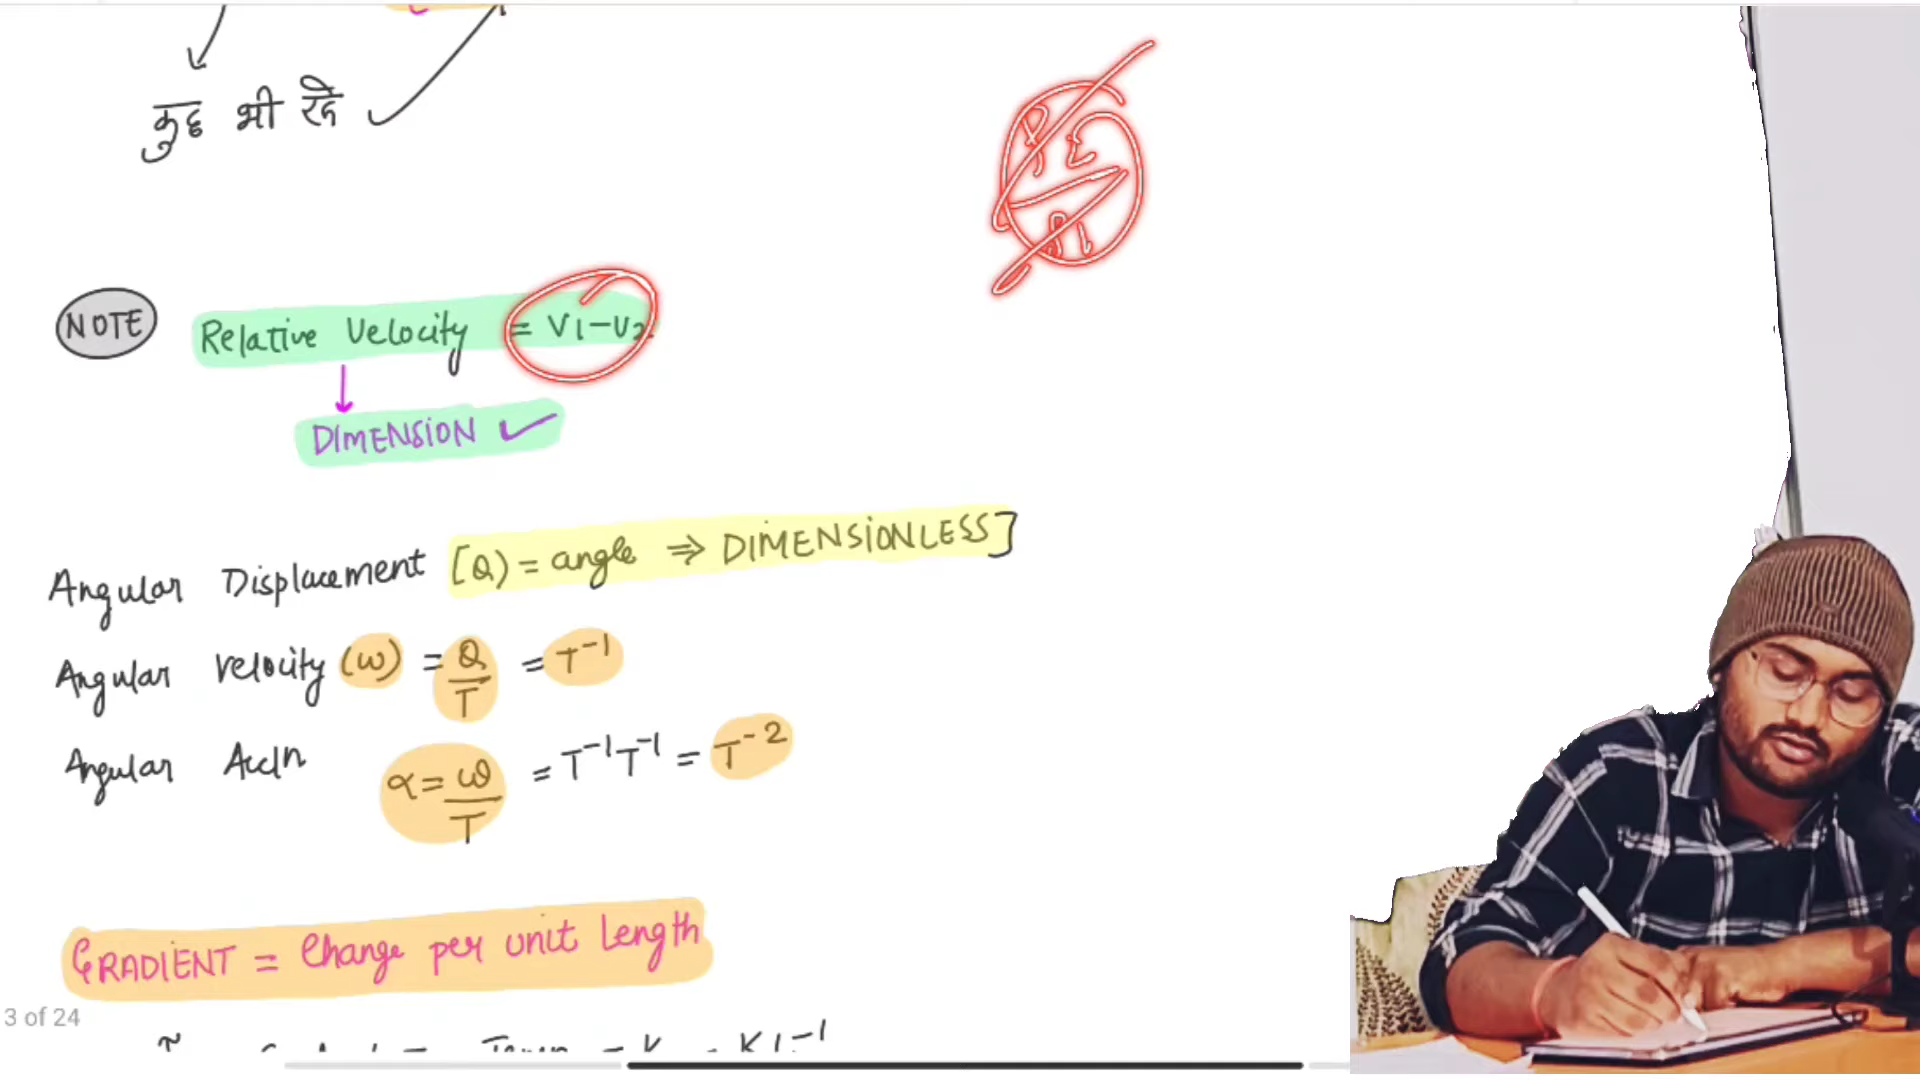 कुछ भी रहे
NOTE
Relative Velocity = V1-V2
DIMENSION
Angular Displacement [Q) = angle ⇒ DIMENSIONLESS]
Angular Velocity (ω) = Q/T = T⁻¹
Angular Accln α = ω/T = T⁻¹T⁻¹ = T⁻²
GRADIENT = Change per unit Length
3 of 24